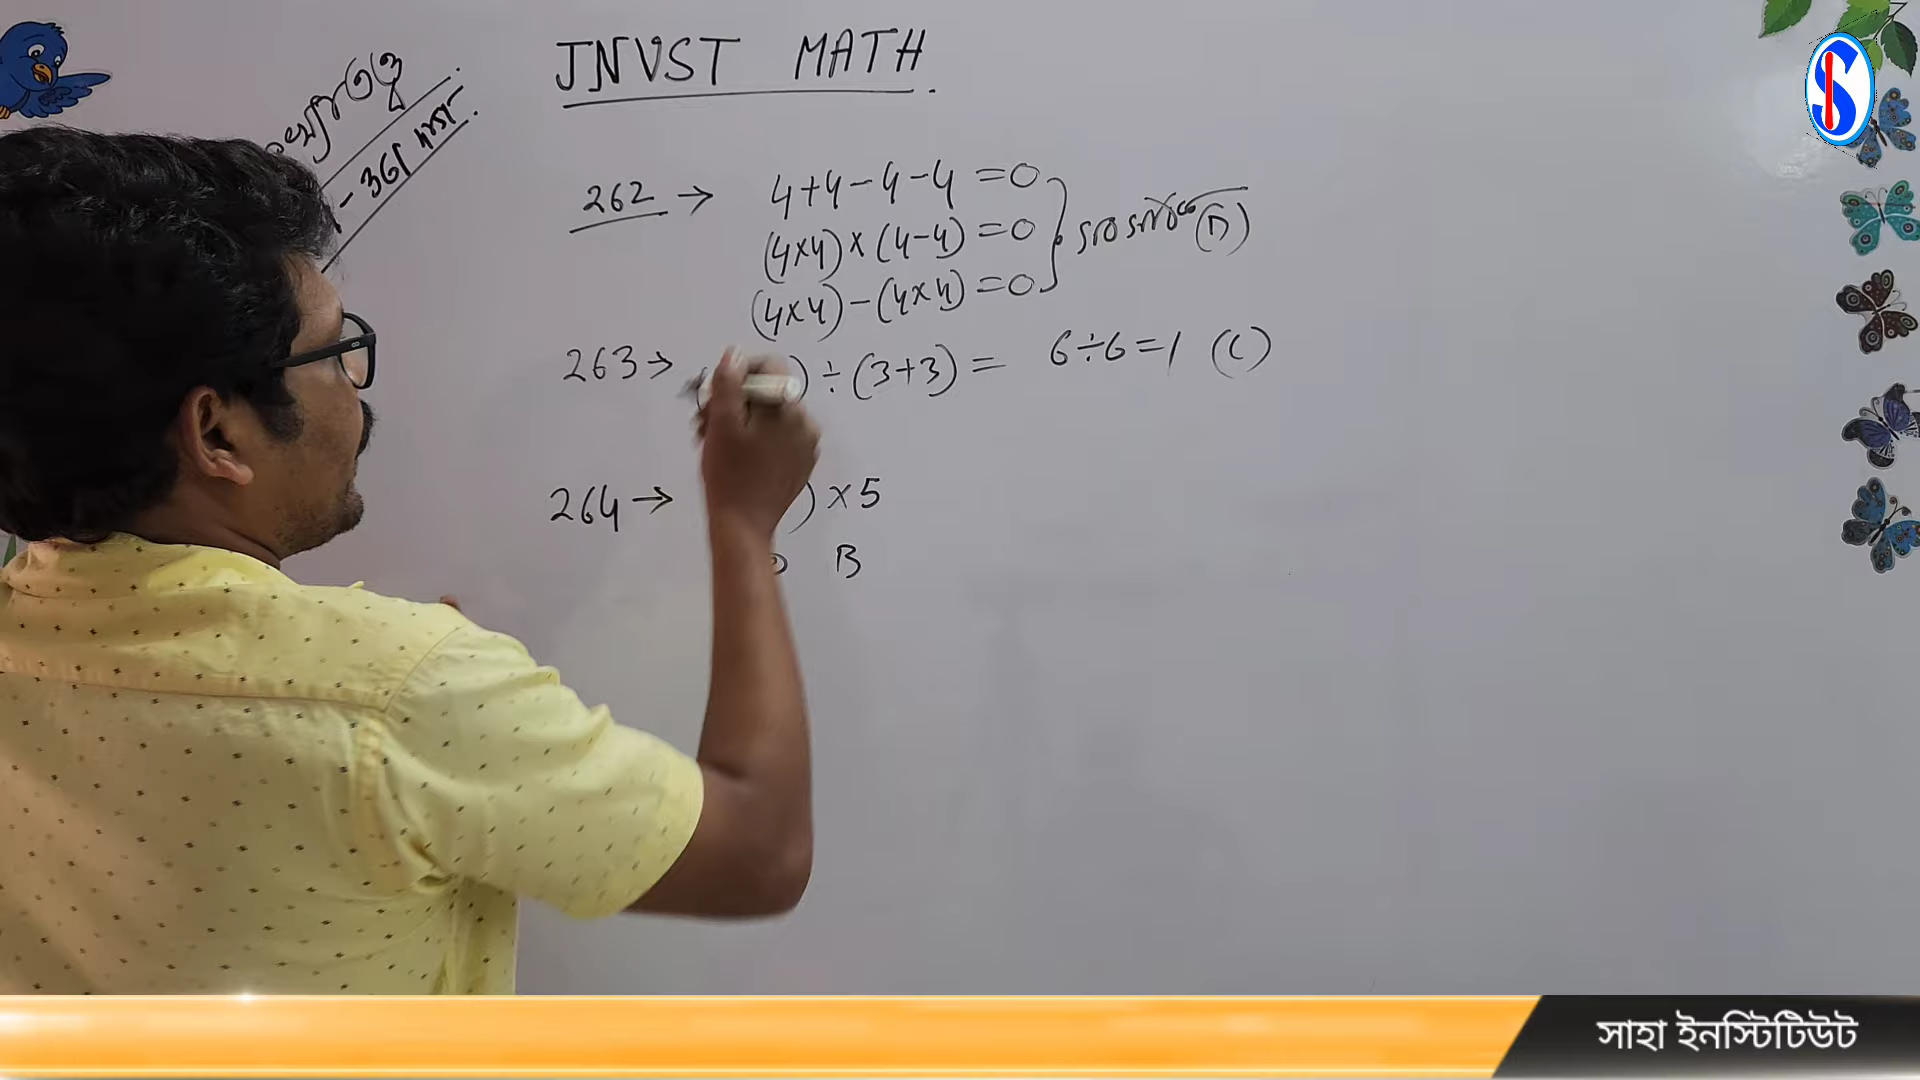 JNVST MATH
- 361
262 → 4+4-4-4 =0
(4×4)×(4-4) =0
(4×4)-(4×4) =0
(D)
263 → ) ÷ (3+3) = 6÷6=1 (C)
264 → ) × 5
B
S
সাহা ইনস্টিটিউট